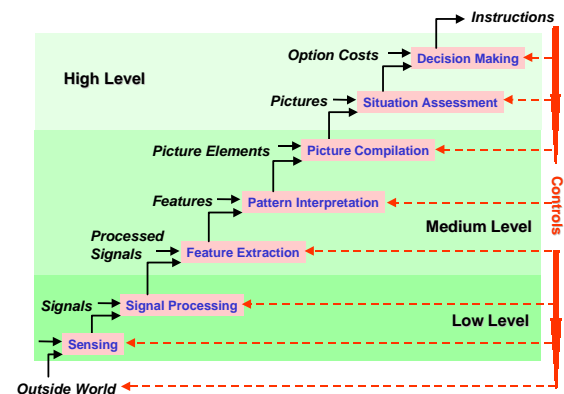 Instructions
Option Costs
Decision Making
High Level
Pictures
Situation Assessment
Picture Elements
Picture Compilation
Controls
Features
Pattern Interpretation
Medium Level
Processed
Signals
Feature Extraction
Signals
Signal Processing
Low Level
Sensing
Outside World